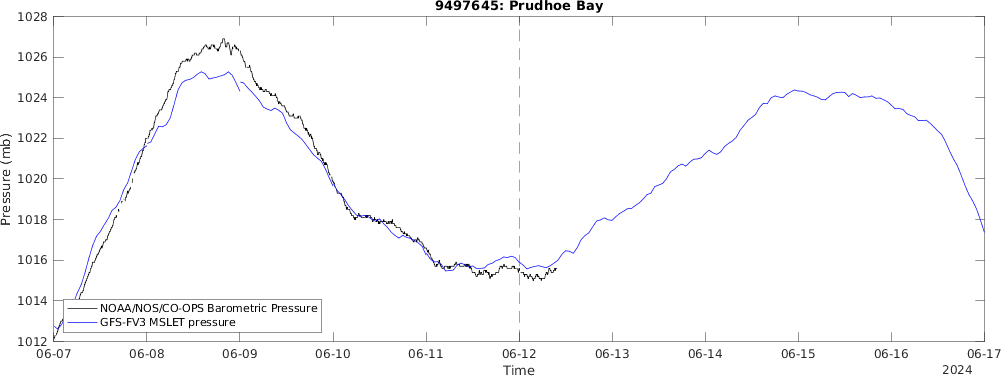 9497645: Prudhoe Bay
1028
1026
1024
1022
1020
1018
1016
1014
1012
Pressure (mb)
NOAA/NOS/CO-OPS Barometric Pressure
GFS-FV3 MSLET pressure
06-07 06-08 06-09 06-10 06-11 06-12 06-13 06-14 06-15 06-16 06-17
Time
2024